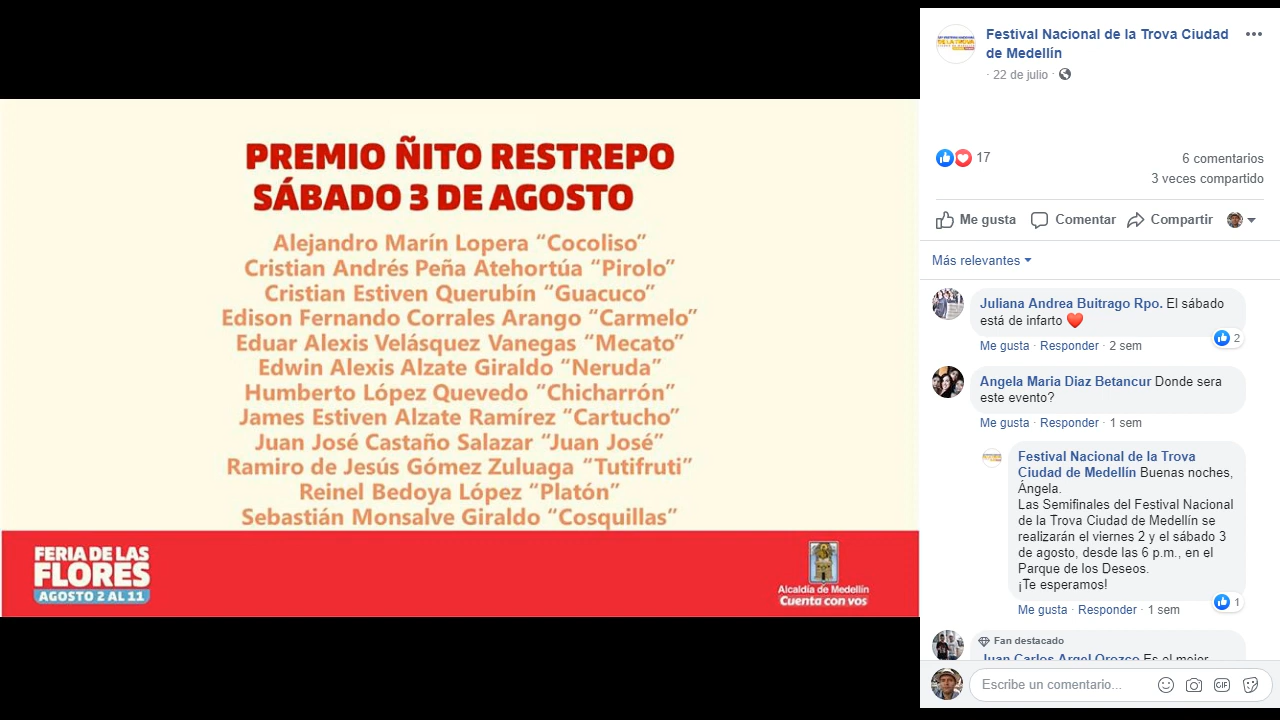 PREMIO ÑITO RESTREPO
SÁBADO 3 DE AGOSTO
Alejandro Marín Lopera “Cocoliso”
Cristian Andrés Peña Atehortúa “Pirolo”
Cristian Estiven Querubín “Guacuco”
Edison Fernando Corrales Arango “Carmelo”
Eduar Alexis Velásquez Vanegas “Mecato”
Edwin Alexis Alzate Giraldo “Neruda”
Humberto López Quevedo “Chicharrón”
James Estiven Alzate Ramírez “Cartucho”
Juan José Castaño Salazar “Juan José”
Ramiro de Jesús Gómez Zuluaga “Tutifruti”
Reinel Bedoya López “Platón”
Sebastián Monsalve Giraldo “Cosquillas”
FERIA DE LAS
FLORES
AGOSTO 2 AL 11
Alcaldía de Medellín
Cuenta con vos
Festival Nacional de la Trova Ciudad
de Medellín
· 22 de julio ·
17
6 comentarios
3 veces compartido
Me gusta Comentar Compartir
Más relevantes
Juliana Andrea Buitrago Rpo. El sábado
está de infarto ❤
2
Me gusta · Responder · 2 sem
Angela Maria Diaz Betancur Donde sera
este evento?
Me gusta · Responder · 1 sem
Festival Nacional de la Trova
Ciudad de Medellín Buenas noches,
Ángela.
Las Semifinales del Festival Nacional
de la Trova Ciudad de Medellín se
realizarán el viernes 2 y el sábado 3
de agosto, desde las 6 p.m., en el
Parque de los Deseos.
¡Te esperamos!
1
Me gusta · Responder · 1 sem
Fan destacado
Juan Carlos Argel Orozco Es el mejor
Escribe un comentario...
GIF